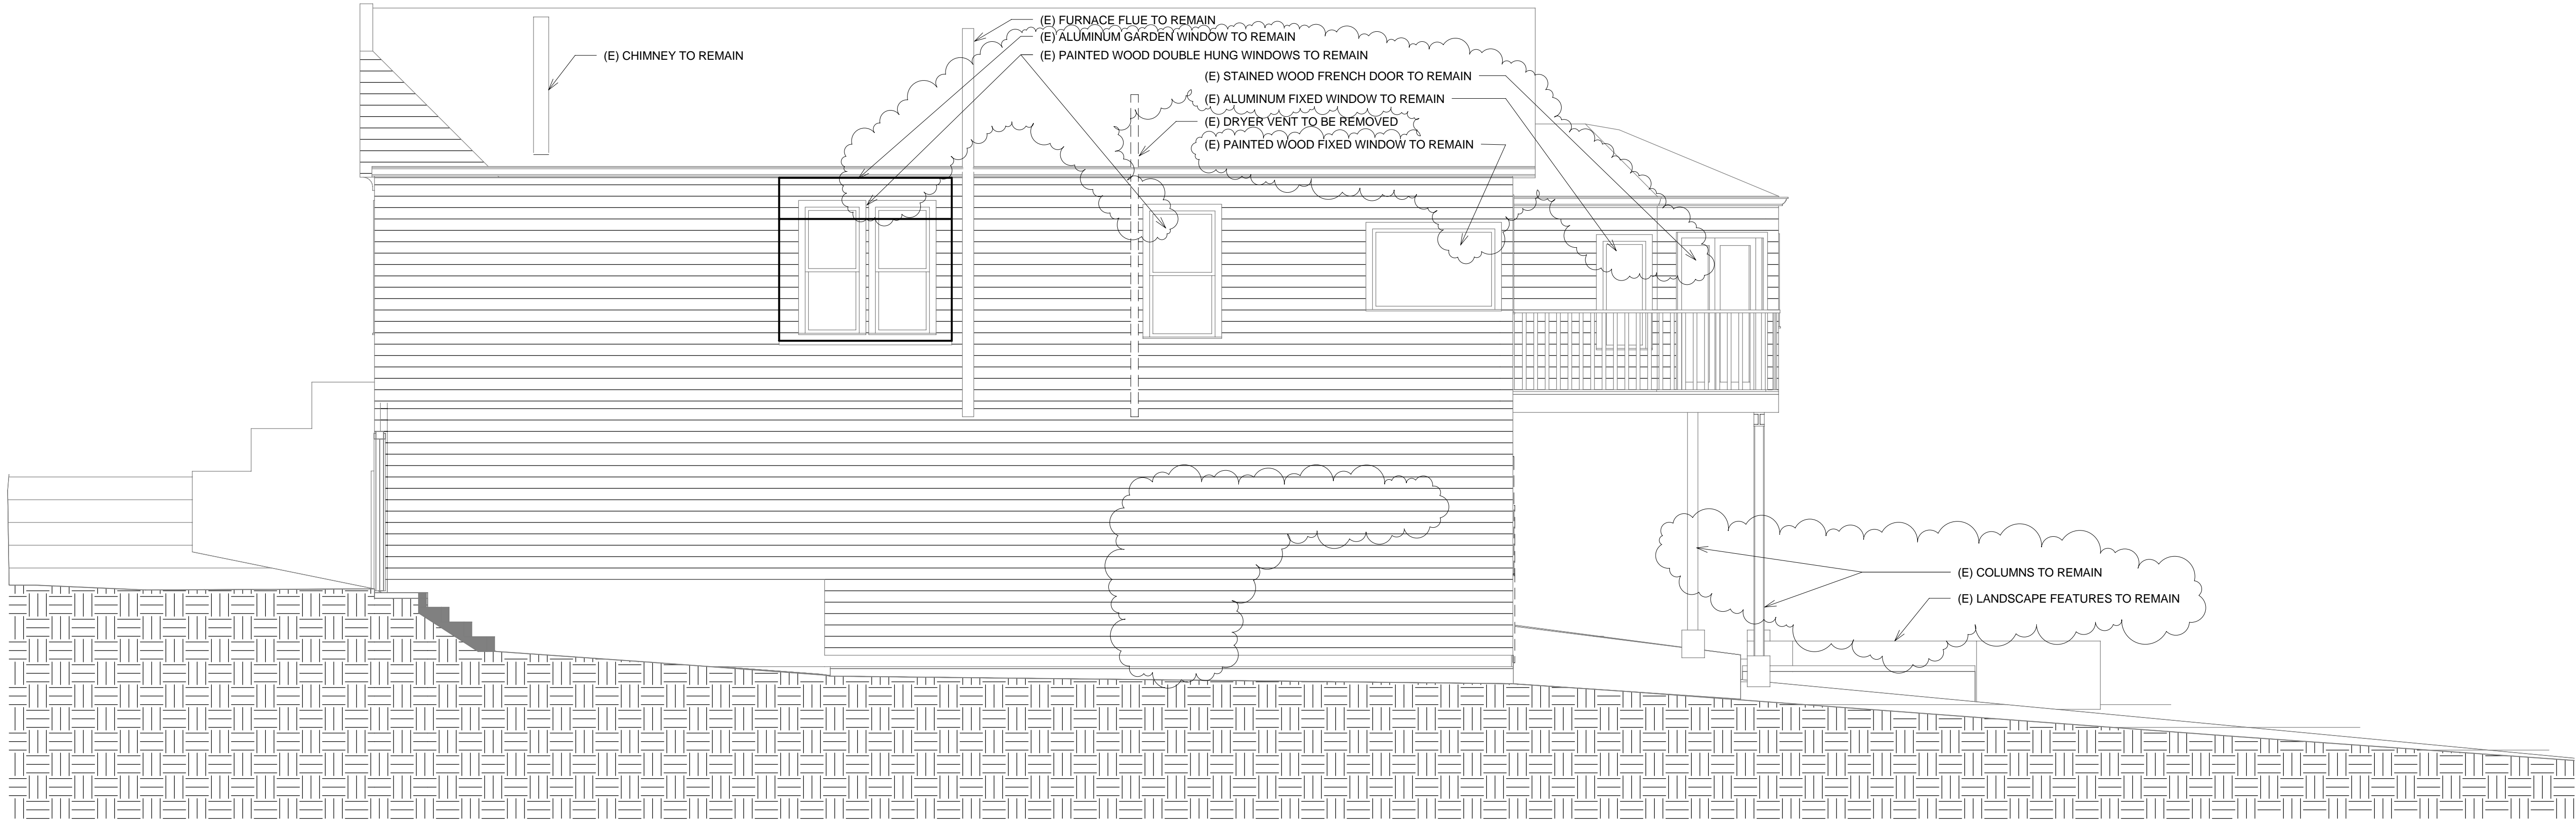 (E) FURNACE FLUE TO REMAIN
(E) ALUMINUM GARDEN WINDOW TO REMAIN
(E) CHIMNEY TO REMAIN
(E) PAINTED WOOD DOUBLE HUNG WINDOWS TO REMAIN
(E) STAINED WOOD FRENCH DOOR TO REMAIN
(E) ALUMINUM FIXED WINDOW TO REMAIN
(E) DRYER VENT TO BE REMOVED
(E) PAINTED WOOD FIXED WINDOW TO REMAIN
(E) COLUMNS TO REMAIN
(E) LANDSCAPE FEATURES TO REMAIN